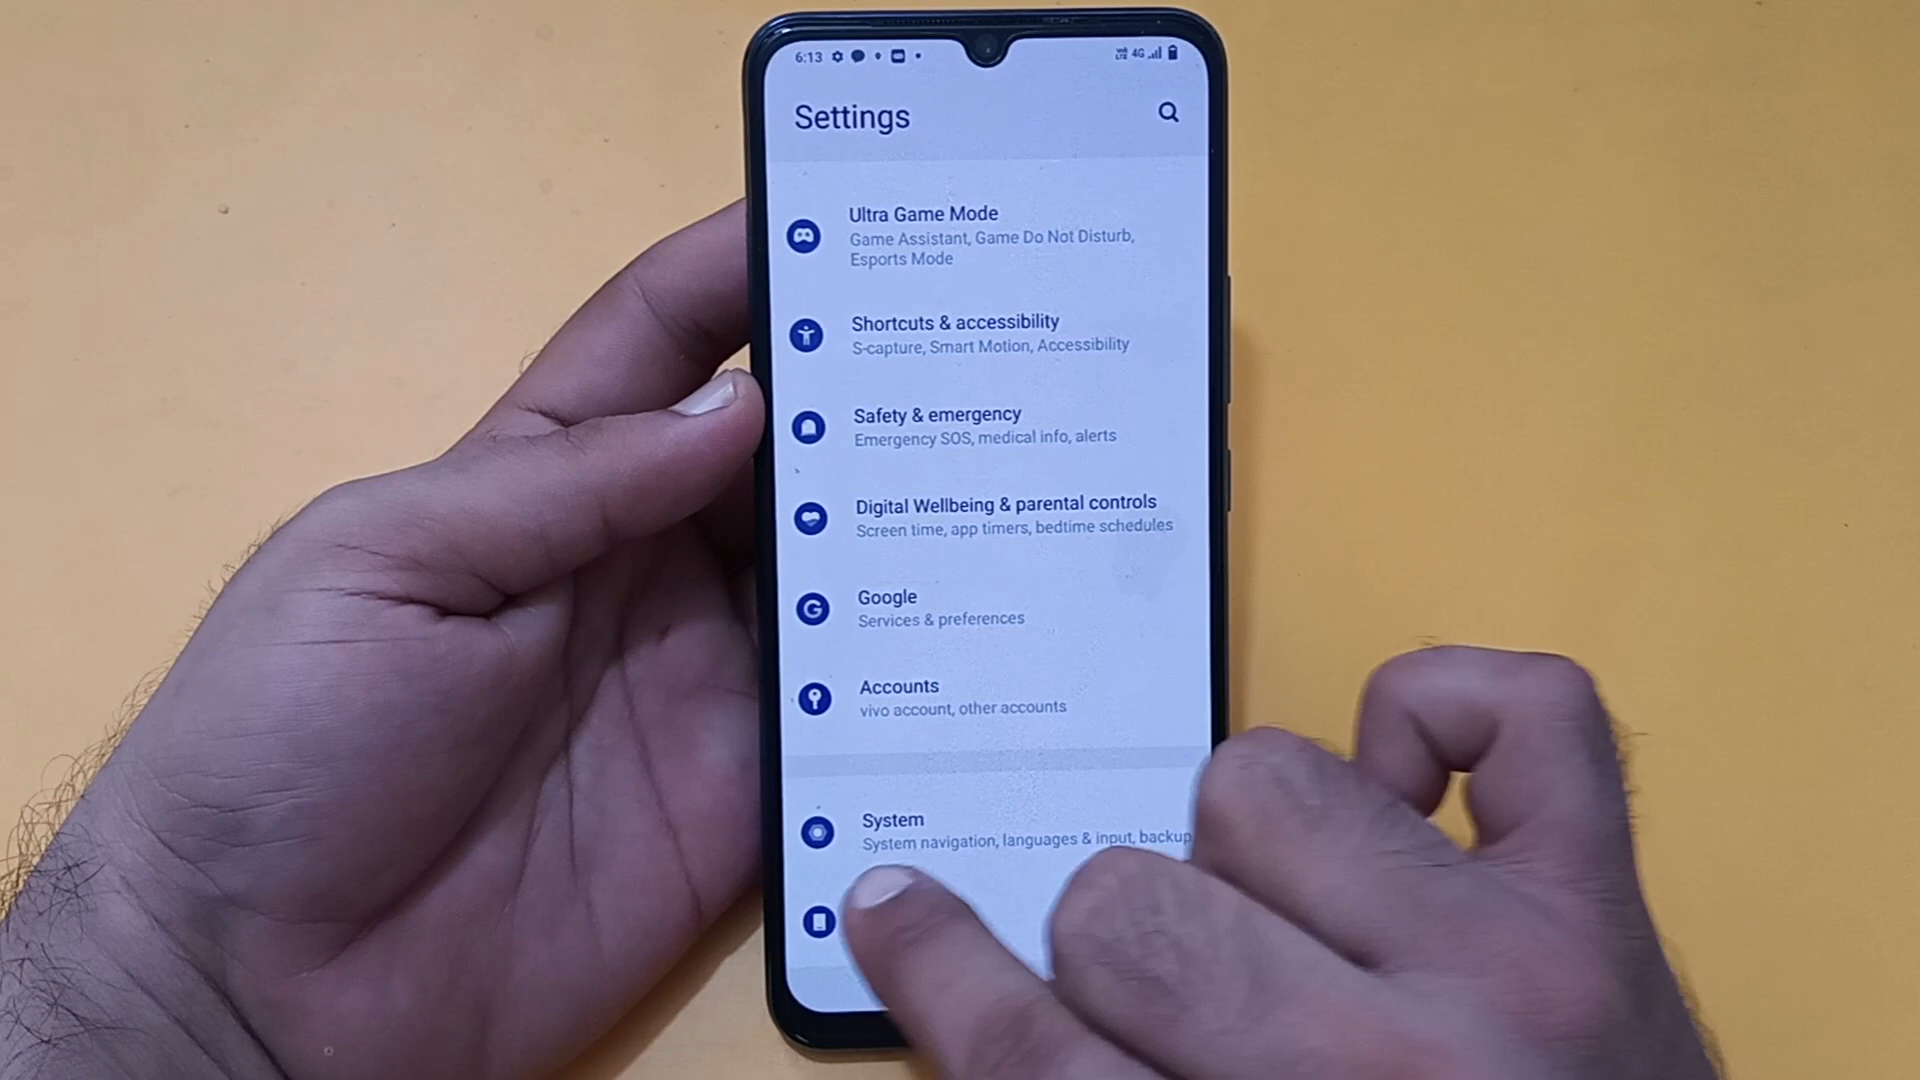 6:13
4G
Settings
Ultra Game Mode
Game Assistant, Game Do Not Disturb,
Esports Mode
Shortcuts & accessibility
S-capture, Smart Motion, Accessibility
Safety & emergency
Emergency SOS, medical info, alerts
Digital Wellbeing & parental controls
Screen time, app timers, bedtime schedules
G
Google
Services & preferences
Accounts
vivo account, other accounts
System
System navigation, languages & input, backup